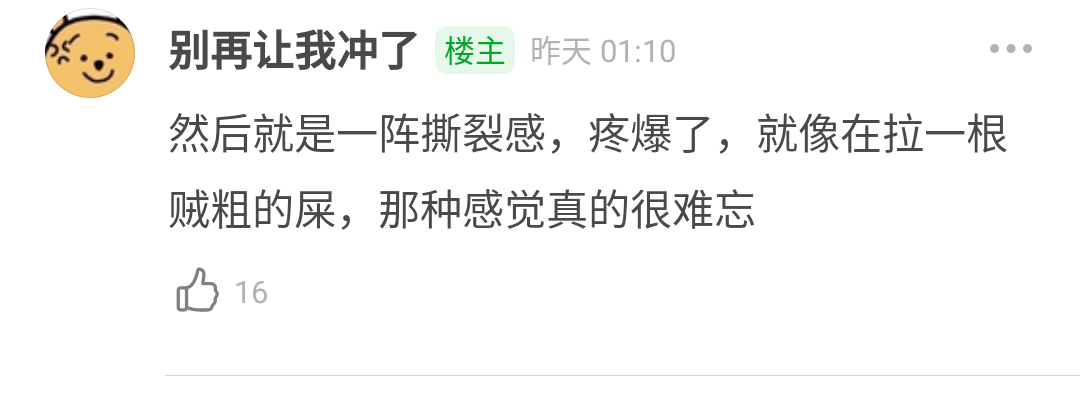 别再让我冲了 楼主 昨天 01:10
然后就是一阵撕裂感，疼爆了，就像在拉一根
贼粗的屎，那种感觉真的很难忘
16